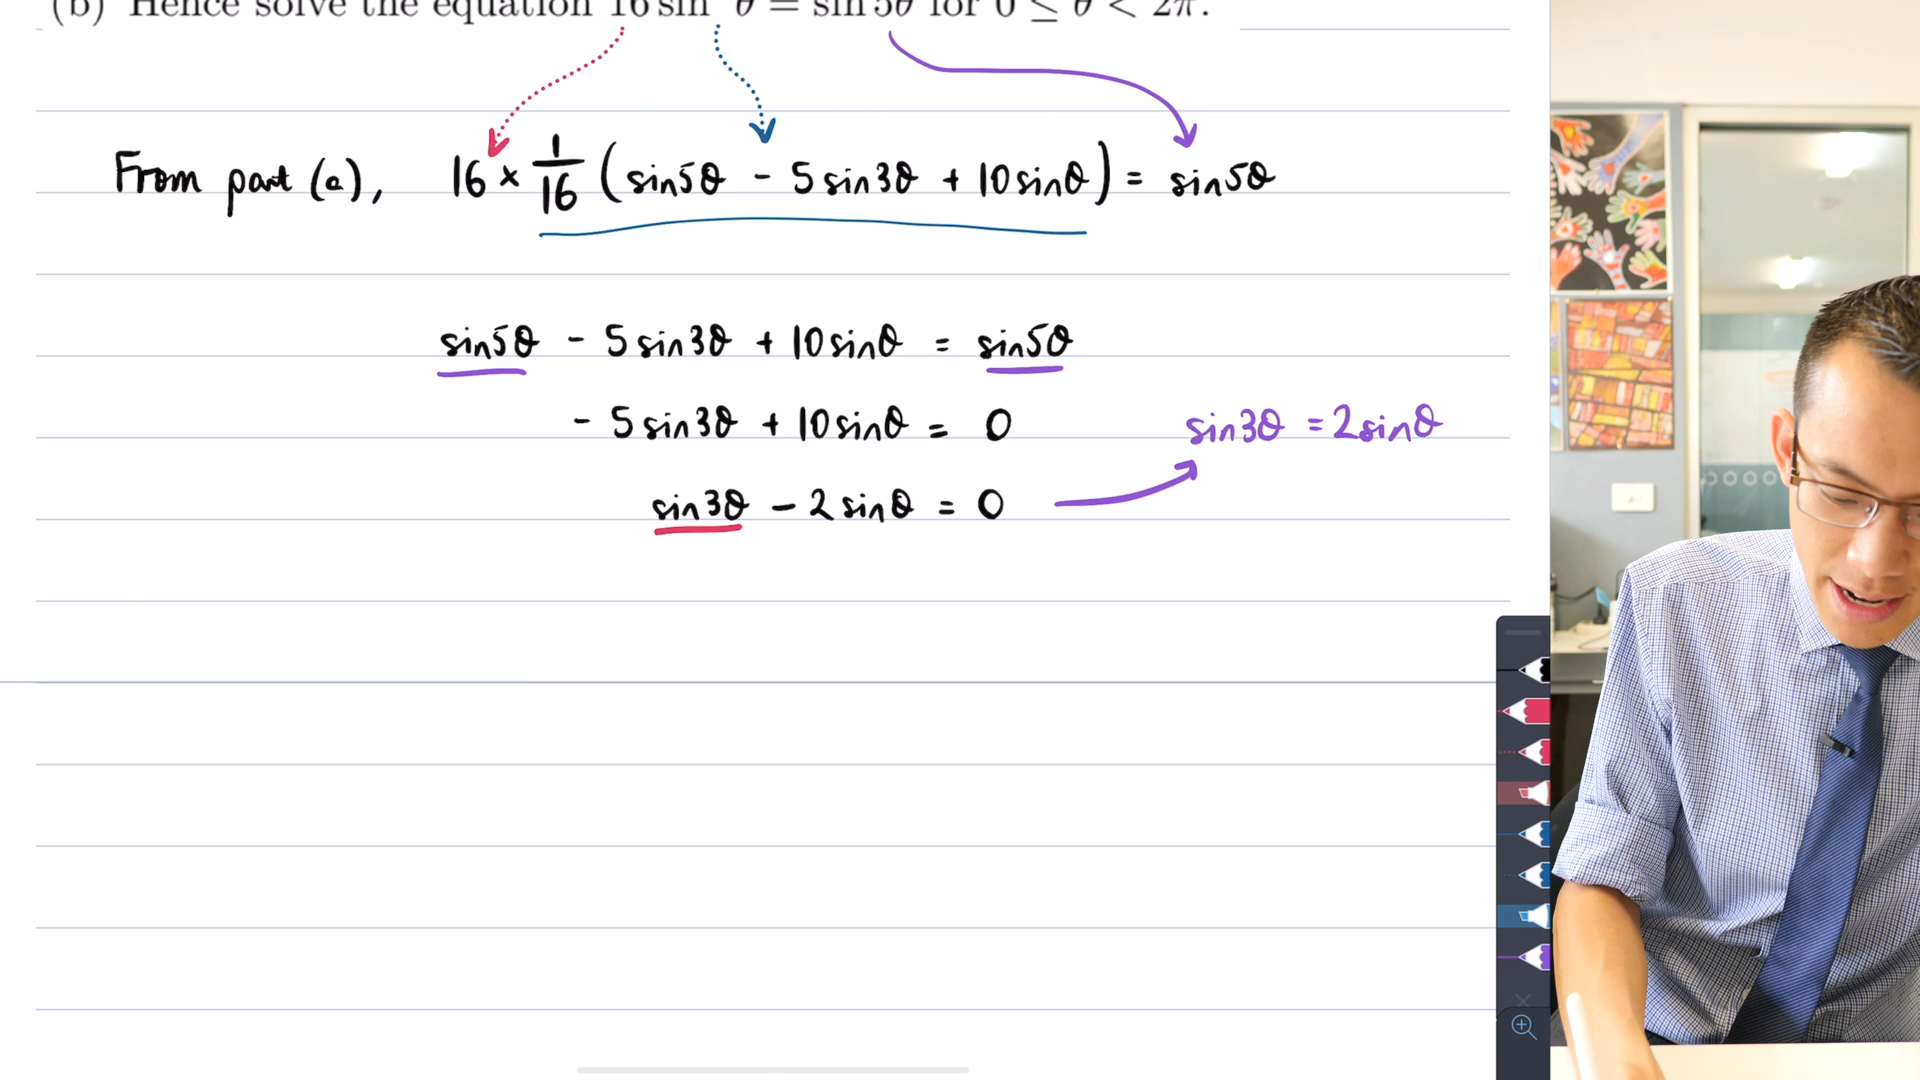 (b) Hence solve the equation 16 sin θ = sin 5θ for 0 ≤ θ < 2π.
From part (a), 16 × 1/16 (sin5θ - 5sin3θ + 10sinθ) = sin5θ
sin5θ - 5sin3θ + 10sinθ = sin5θ
- 5sin3θ + 10sinθ = 0
sin3θ = 2sinθ
sin3θ - 2sinθ = 0